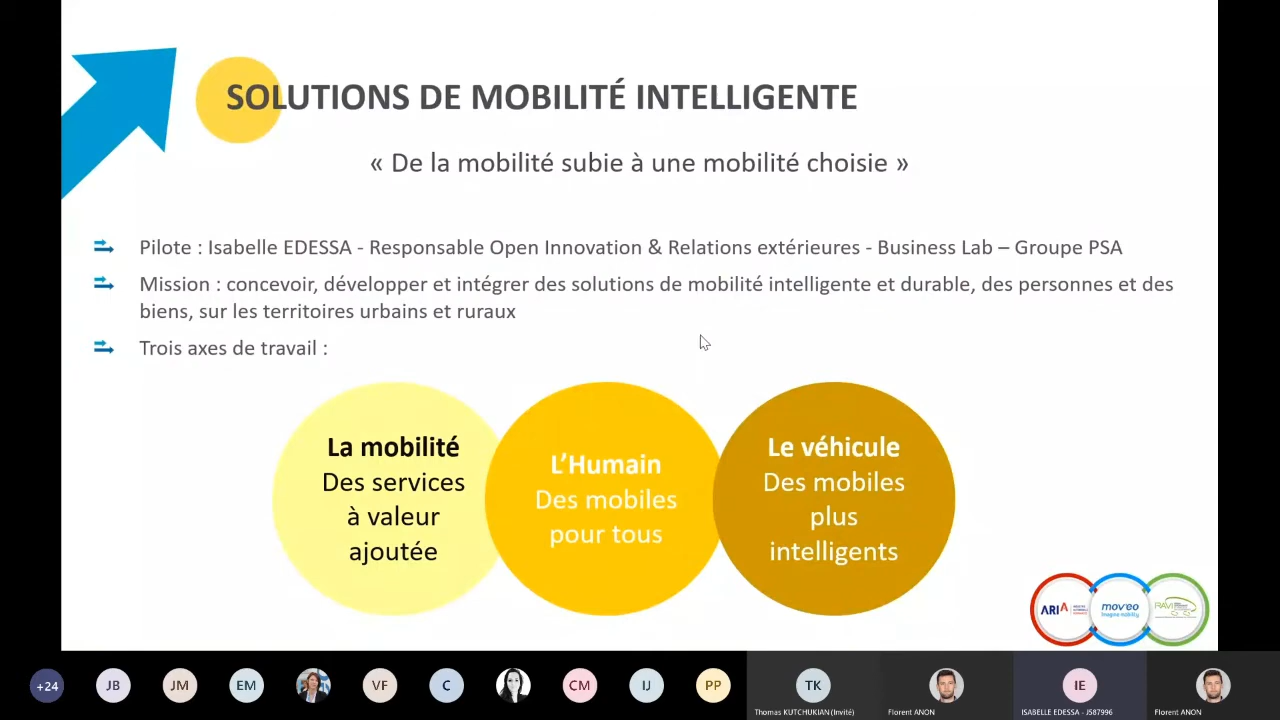 SOLUTIONS DE MOBILITÉ INTELLIGENTE
« De la mobilité subie à une mobilité choisie »
Pilote : Isabelle EDESSA - Responsable Open Innovation & Relations extérieures - Business Lab – Groupe PSA
Mission : concevoir, développer et intégrer des solutions de mobilité intelligente et durable, des personnes et des
biens, sur les territoires urbains et ruraux
Trois axes de travail :
La mobilité
Des services
à valeur
ajoutée
L’Humain
Des mobiles
pour tous
Le véhicule
Des mobiles
plus
intelligents
ARIA
mov'eo
imagine mobility
RAVI
+24
JB
JM
EM
VF
C
CM
IJ
PP
TK
IE
Thomas KUTCHUKIAN (Invité)
Florent ANON
ISABELLE EDESSA - J587996
Florent ANON